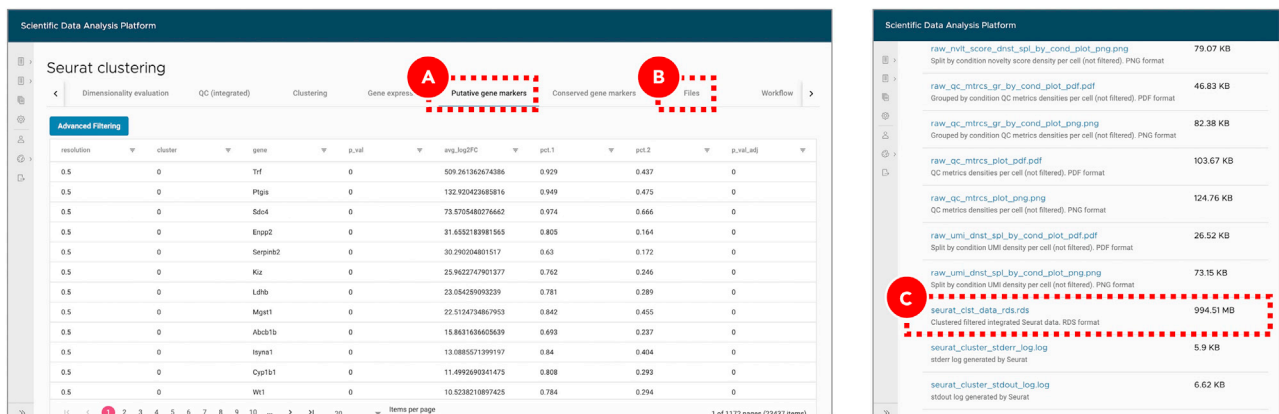 Scientific Data Analysis Platform
Seurat clustering
A
B
Dimensionality evaluation QC (integrated) Clustering Gene express Putative gene markers Conserved gene markers Files Workflow
Advanced Filtering
resolution cluster gene p_val avg_log2FC pct.1 pct.2 p_val_adj
0.5 0 Trf 0 509.261362674386 0.929 0.437 0
0.5 0 Ptgis 0 132.920423685816 0.949 0.475 0
0.5 0 Sdc4 0 73.5705480276662 0.974 0.666 0
0.5 0 Enpp2 0 31.6552183981565 0.805 0.164 0
0.5 0 Serpinb2 0 30.290204801517 0.63 0.172 0
0.5 0 Kiz 0 25.9622747901377 0.762 0.246 0
0.5 0 Ldhb 0 23.054259093239 0.781 0.289 0
0.5 0 Mgst1 0 22.5124734867953 0.842 0.455 0
0.5 0 Abcb1b 0 15.8631636605639 0.693 0.237 0
0.5 0 Isyna1 0 13.0885571399197 0.84 0.404 0
0.5 0 Cyp1b1 0 11.4992690341475 0.808 0.293 0
0.5 0 Wt1 0 10.5238210897425 0.784 0.294 0
1 2 3 4 5 6 7 8 9 10 ... 20 Items per page 1 of 1172 pages (23437 items)
Scientific Data Analysis Platform
raw_nvlt_score_dnst_spl_by_cond_plot_png.png 79.07 KB
Split by condition novelty score density per cell (not filtered). PNG format
raw_qc_mtrcs_gr_by_cond_plot_pdf.pdf 46.83 KB
Grouped by condition QC metrics densities per cell (not filtered). PDF format
raw_qc_mtrcs_gr_by_cond_plot_png.png 82.38 KB
Grouped by condition QC metrics densities per cell (not filtered). PNG format
raw_qc_mtrcs_plot_pdf.pdf 103.67 KB
QC metrics densities per cell (not filtered). PDF format
raw_qc_mtrcs_plot_png.png 124.76 KB
QC metrics densities per cell (not filtered). PNG format
raw_umi_dnst_spl_by_cond_plot_pdf.pdf 26.52 KB
Split by condition UMI density per cell (not filtered). PDF format
raw_umi_dnst_spl_by_cond_plot_png.png 73.15 KB
Split by condition UMI density per cell (not filtered). PNG format
C
seurat_clst_data_rds.rds 994.51 MB
Clustered filtered integrated Seurat data. RDS format
seurat_cluster_stderr_log.log 5.9 KB
stderr log generated by Seurat
seurat_cluster_stdout_log.log 6.62 KB
stdout log generated by Seurat